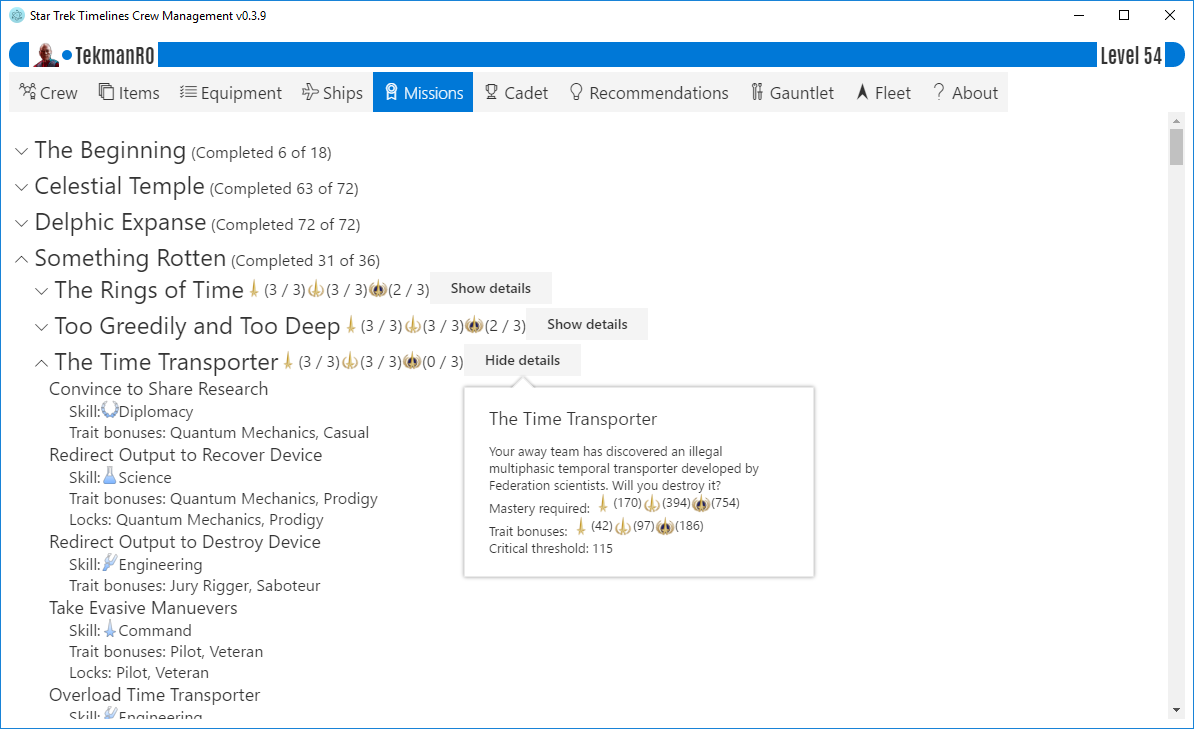 Star Trek Timelines Crew Management v0.3.9
TekmanRO Level 54
Crew Items Equipment Ships Missions Cadet Recommendations Gauntlet Fleet About
The Beginning (Completed 6 of 18)
Celestial Temple (Completed 63 of 72)
Delphic Expanse (Completed 72 of 72)
Something Rotten (Completed 31 of 36)
The Rings of Time (3 / 3) (3 / 3) (2 / 3) Show details
Too Greedily and Too Deep (3 / 3) (3 / 3) (2 / 3) Show details
The Time Transporter (3 / 3) (3 / 3) (0 / 3) Hide details
Convince to Share Research
Skill: Diplomacy
Trait bonuses: Quantum Mechanics, Casual
Redirect Output to Recover Device
Skill: Science
Trait bonuses: Quantum Mechanics, Prodigy
Locks: Quantum Mechanics, Prodigy
Redirect Output to Destroy Device
Skill: Engineering
Trait bonuses: Jury Rigger, Saboteur
Take Evasive Manuevers
Skill: Command
Trait bonuses: Pilot, Veteran
Locks: Pilot, Veteran
Overload Time Transporter
Skill: Engineering
The Time Transporter
Your away team has discovered an illegal
multiphasic temporal transporter developed by
Federation scientists. Will you destroy it?
Mastery required: (170) (394) (754)
Trait bonuses: (42) (97) (186)
Critical threshold: 115